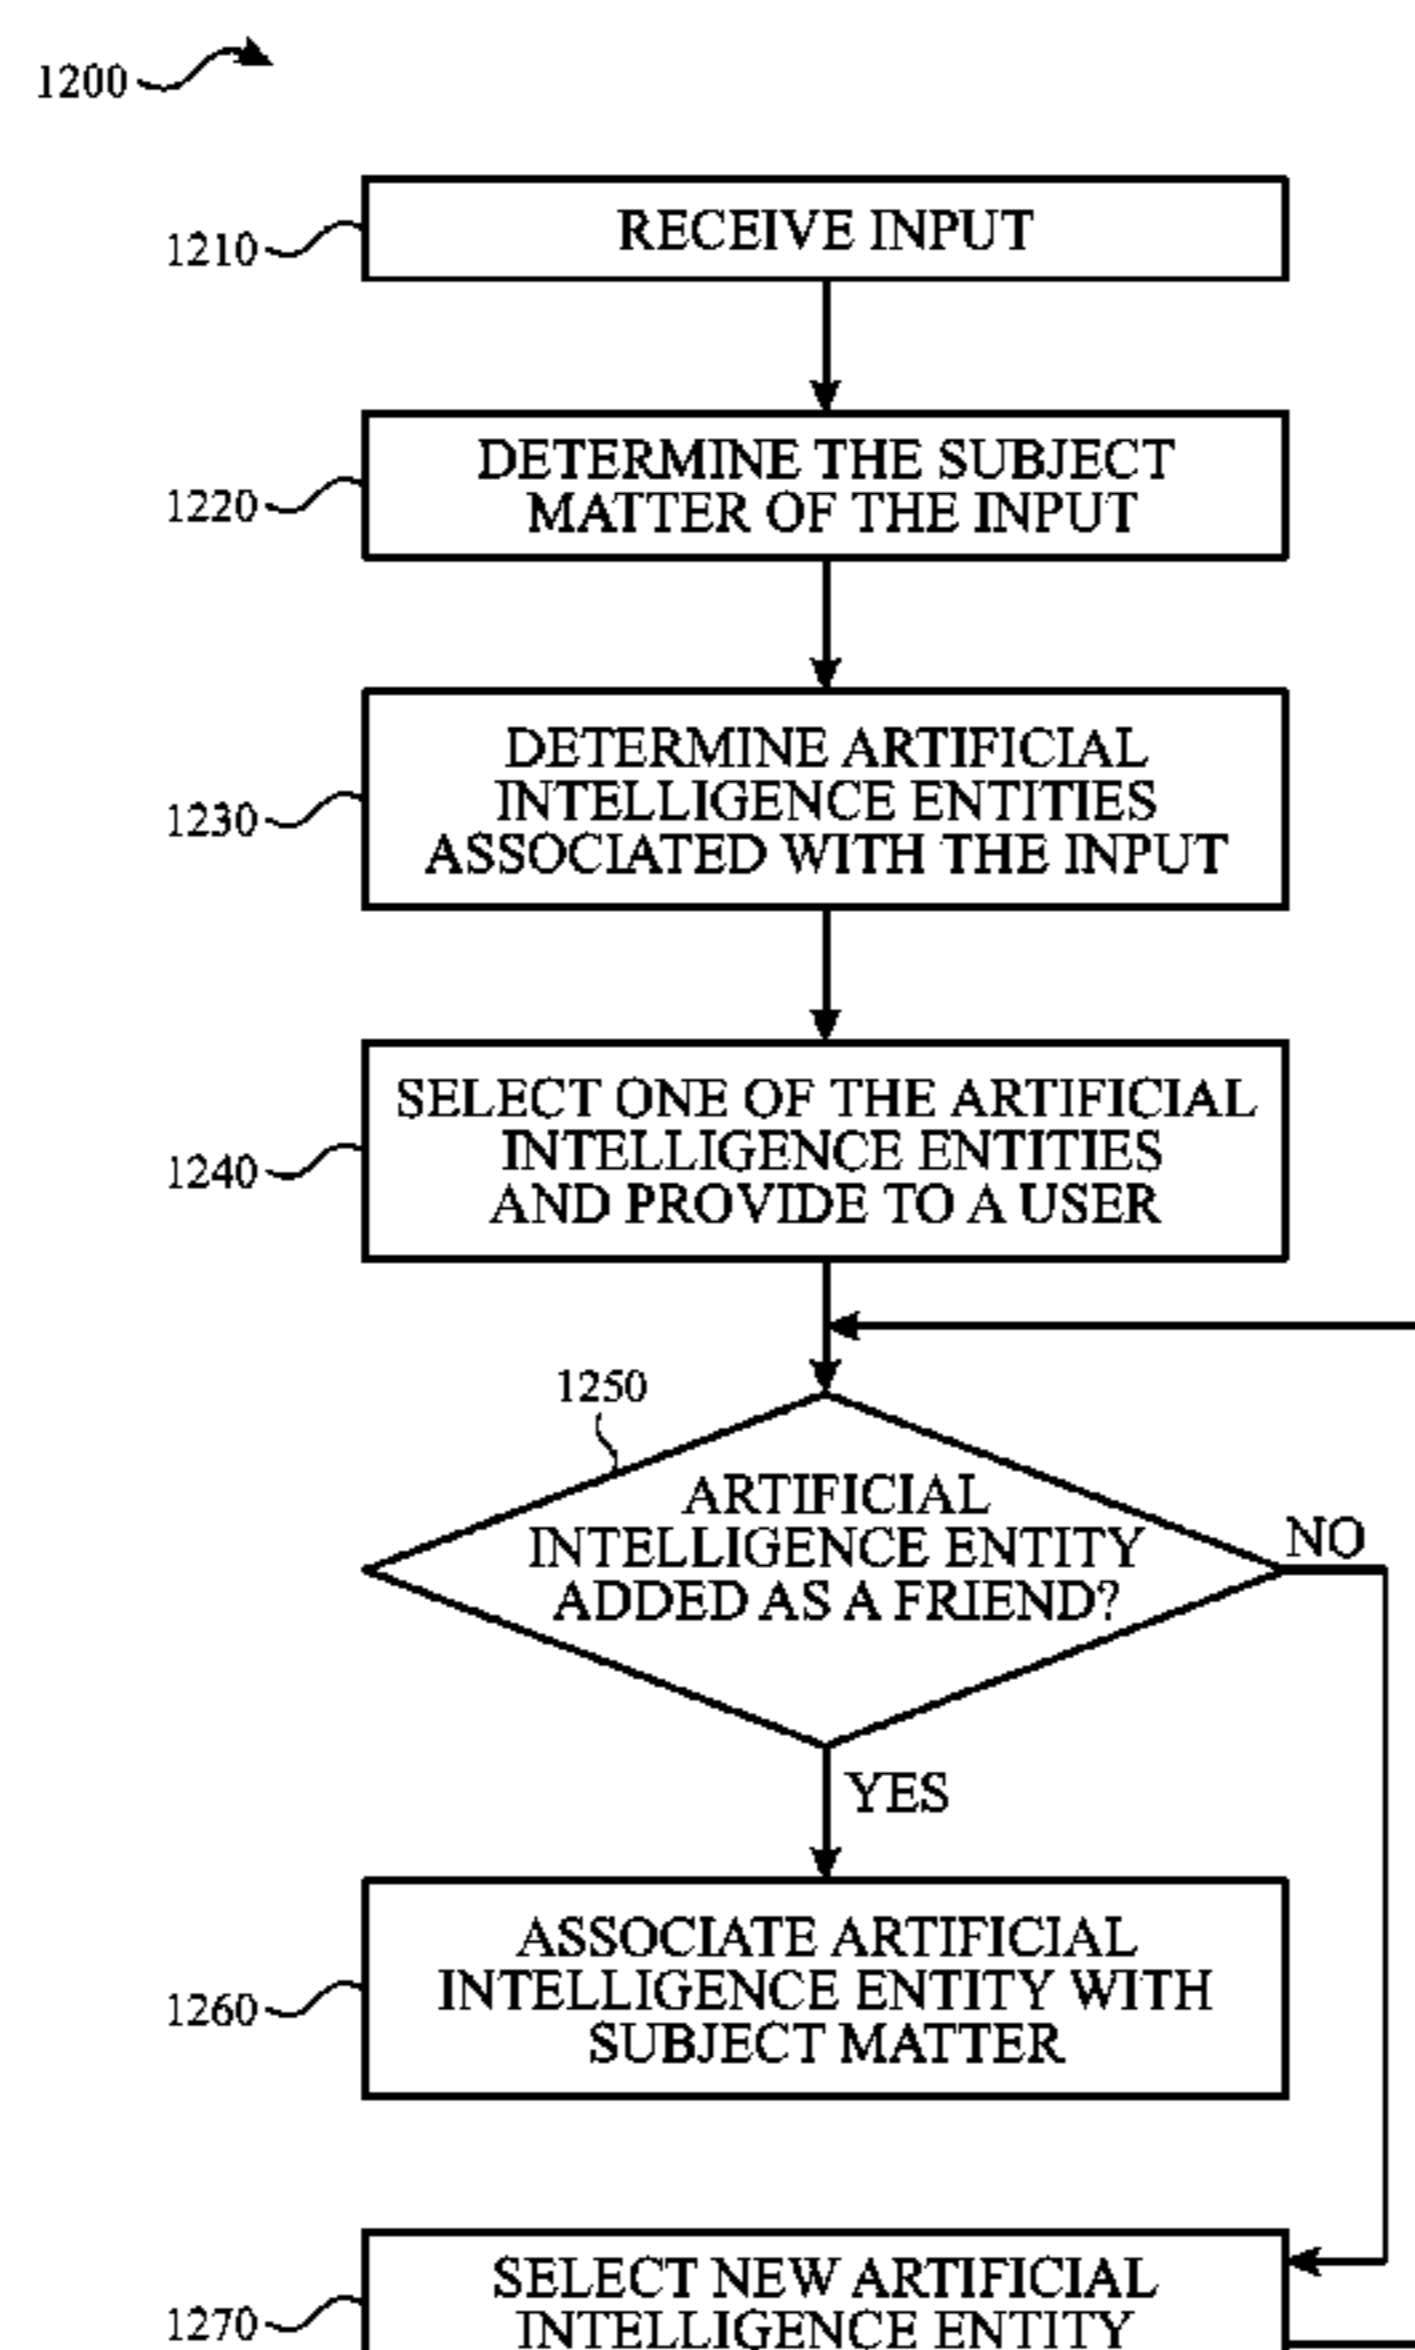 1200
1210
RECEIVE INPUT
1220
DETERMINE THE SUBJECT
MATTER OF THE INPUT
1230
DETERMINE ARTIFICIAL
INTELLIGENCE ENTITIES
ASSOCIATED WITH THE INPUT
1240
SELECT ONE OF THE ARTIFICIAL
INTELLIGENCE ENTITIES
AND PROVIDE TO A USER
1250
ARTIFICIAL
INTELLIGENCE ENTITY
ADDED AS A FRIEND?
NO
YES
1260
ASSOCIATE ARTIFICIAL
INTELLIGENCE ENTITY WITH
SUBJECT MATTER
1270
SELECT NEW ARTIFICIAL
INTELLIGENCE ENTITY